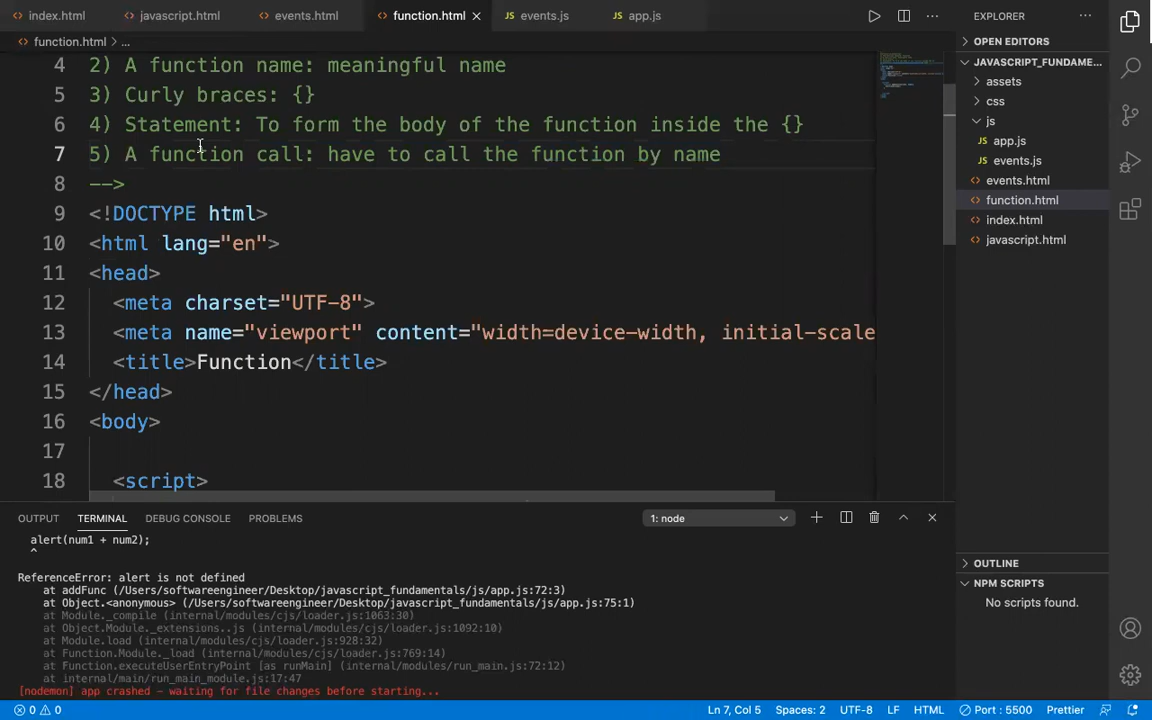 index.html javascript.html events.html function.html events.js app.js EXPLORER
function.html > ... OPEN EDITORS
JAVASCRIPT_FUNDAME...
assets
css
js
app.js
events.js
events.html
function.html
index.html
javascript.html
4 2) A function name: meaningful name
5 3) Curly braces: {}
6 4) Statement: To form the body of the function inside the {}
7 5) A function call: have to call the function by name
8 -->
9 <!DOCTYPE html>
10 <html lang="en">
11 <head>
12 <meta charset="UTF-8">
13 <meta name="viewport" content="width=device-width, initial-scale
14 <title>Function</title>
15 </head>
16 <body>
17
18 <script>
OUTPUT TERMINAL DEBUG CONSOLE PROBLEMS 1: node
alert(num1 + num2);
^
ReferenceError: alert is not defined
at addFunc (/Users/softwareengineer/Desktop/javascript_fundamentals/js/app.js:72:3)
at Object.<anonymous> (/Users/softwareengineer/Desktop/javascript_fundamentals/js/app.js:75:1)
at Module._compile (internal/modules/cjs/loader.js:1063:30)
at Object.Module._extensions..js (internal/modules/cjs/loader.js:1092:10)
at Module.load (internal/modules/cjs/loader.js:928:32)
at Function.Module._load (internal/modules/cjs/loader.js:769:14)
at Function.executeUserEntryPoint [as runMain] (internal/modules/run_main.js:72:12)
at internal/main/run_main_module.js:17:47
[nodemon] app crashed - waiting for file changes before starting...
OUTLINE
NPM SCRIPTS
No scripts found.
0 0 Ln 7, Col 5 Spaces: 2 UTF-8 LF HTML Port : 5500 Prettier